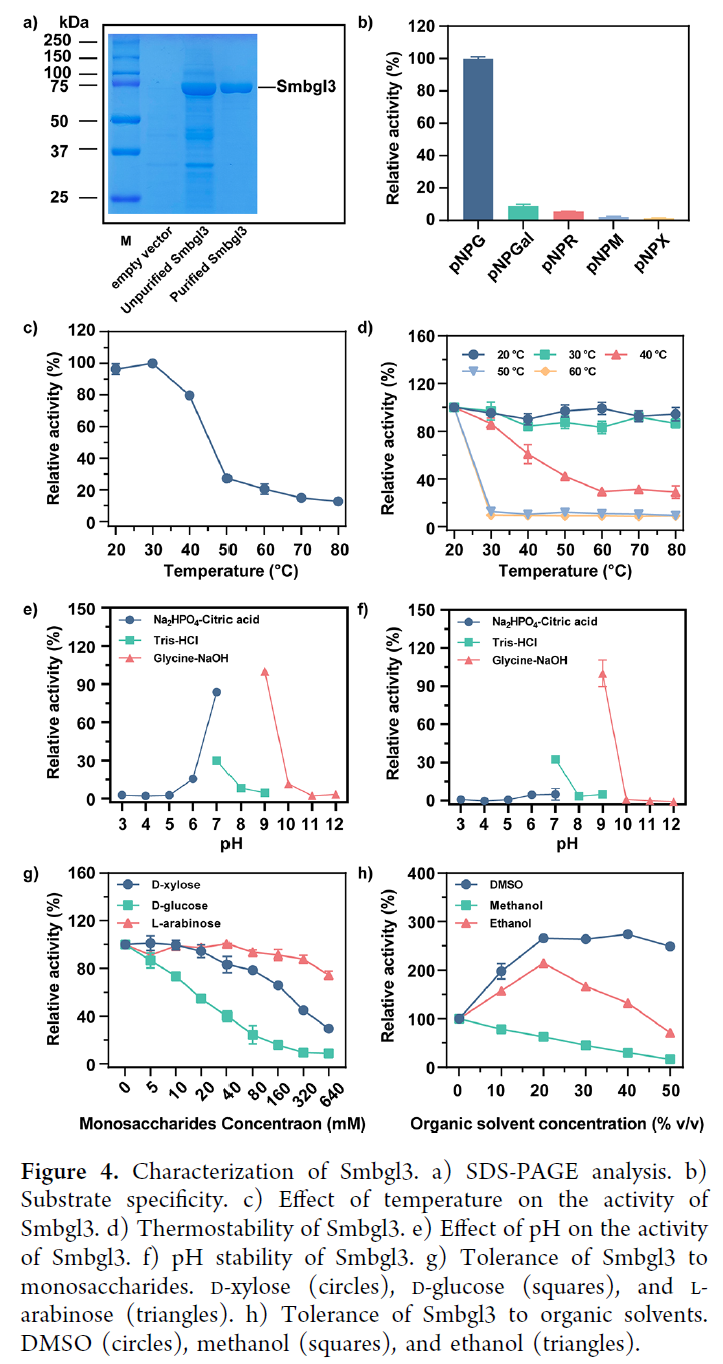 a)
kDa
250
150
100
75
50
37
25
Smbgl3
M
empty vector
Unpurified Smbgl3
Purified Smbgl3
b)
Relative activity (%)
120
100
80
60
40
20
0
pNPG
pNPGal
pNPR
pNPM
pNPX
c)
Relative activity (%)
120
100
80
60
40
20
0
20 30 40 50 60 70 80
Temperature (°C)
d)
Relative activity (%)
160
120
80
40
0
20 °C 30 °C 40 °C
50 °C 60 °C
20 30 40 50 60 70 80
Temperature (°C)
e)
Relative activity (%)
150
120
90
60
30
0
Na₂HPO₄-Citric acid
Tris-HCl
Glycine-NaOH
3 4 5 6 7 8 9 10 11 12
pH
f)
Relative activity (%)
150
120
90
60
30
0
Na₂HPO₄-Citric acid
Tris-HCl
Glycine-NaOH
3 4 5 6 7 8 9 10 11 12
pH
g)
Relative activity (%)
160
120
80
40
0
D-xylose
D-glucose
L-arabinose
0 5 10 20 40 80 160 320 640
Monosaccharides Concentraon (mM)
h)
Relative activity (%)
400
300
200
100
0
DMSO
Methanol
Ethanol
0 10 20 30 40 50
Organic solvent concentration (% v/v)
Figure 4. Characterization of Smbgl3. a) SDS-PAGE analysis. b)
Substrate specificity. c) Effect of temperature on the activity of
Smbgl3. d) Thermostability of Smbgl3. e) Effect of pH on the activity
of Smbgl3. f) pH stability of Smbgl3. g) Tolerance of Smbgl3 to
monosaccharides. D-xylose (circles), D-glucose (squares), and L-
arabinose (triangles). h) Tolerance of Smbgl3 to organic solvents.
DMSO (circles), methanol (squares), and ethanol (triangles).